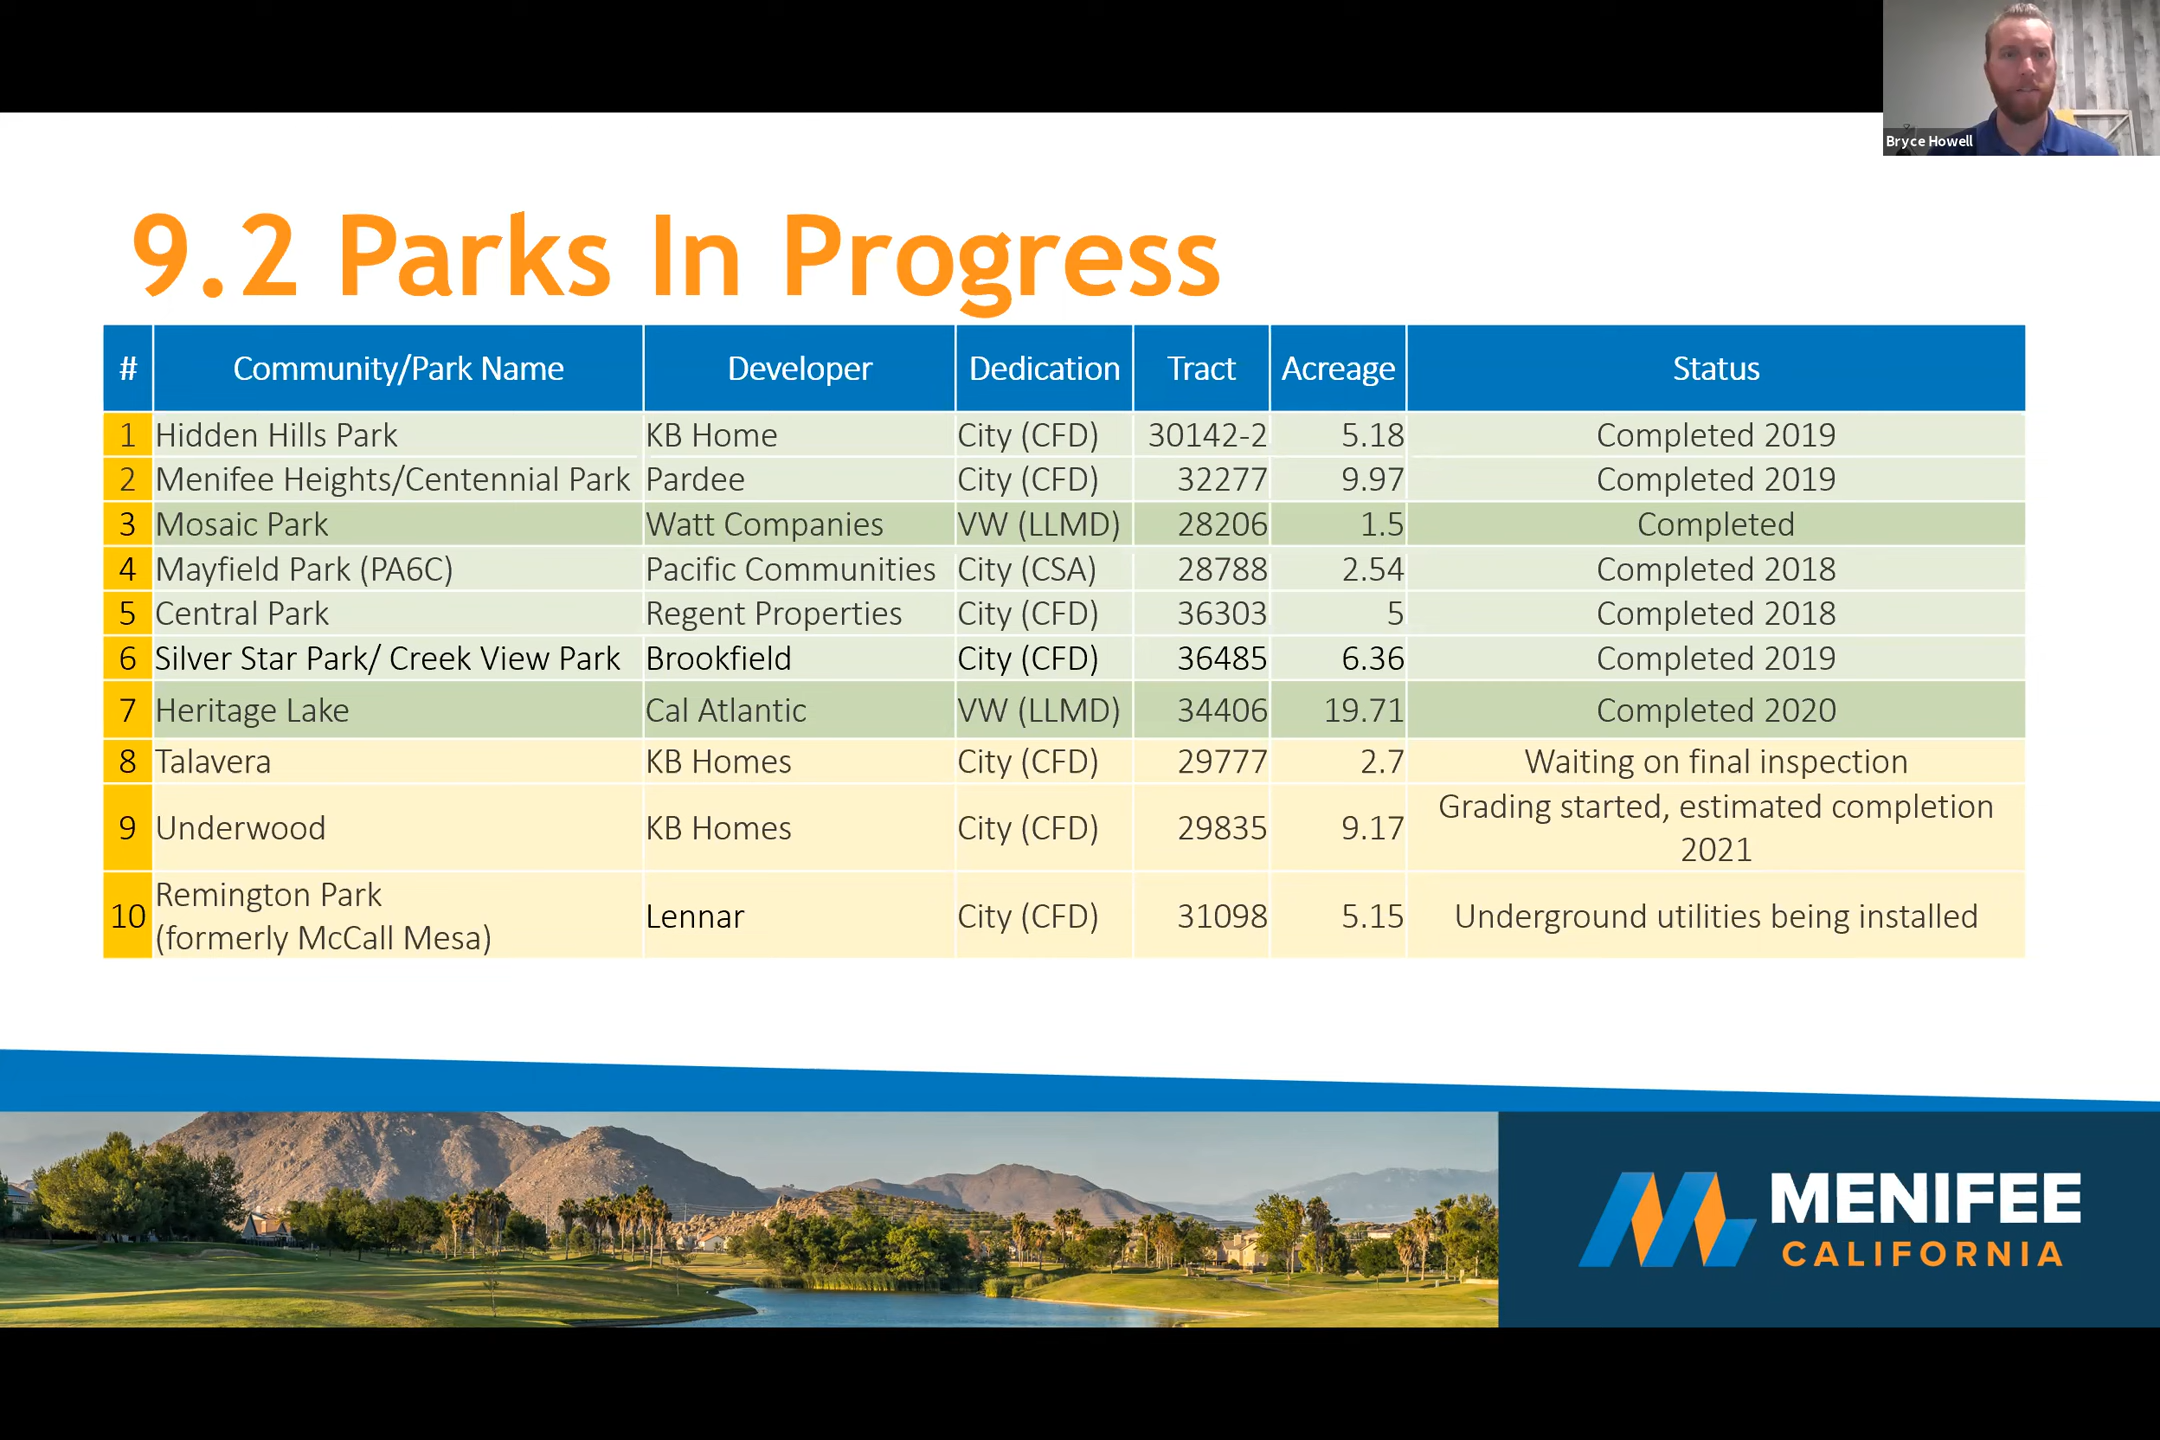 Bryce Howell
9.2 Parks In Progress
# Community/Park Name Developer Dedication Tract Acreage Status
1 Hidden Hills Park KB Home City (CFD) 30142-2 5.18 Completed 2019
2 Menifee Heights/Centennial Park Pardee City (CFD) 32277 9.97 Completed 2019
3 Mosaic Park Watt Companies VW (LLMD) 28206 1.5 Completed
4 Mayfield Park (PA6C) Pacific Communities City (CSA) 28788 2.54 Completed 2018
5 Central Park Regent Properties City (CFD) 36303 5 Completed 2018
6 Silver Star Park/ Creek View Park Brookfield City (CFD) 36485 6.36 Completed 2019
7 Heritage Lake Cal Atlantic VW (LLMD) 34406 19.71 Completed 2020
8 Talavera KB Homes City (CFD) 29777 2.7 Waiting on final inspection
9 Underwood KB Homes City (CFD) 29835 9.17 Grading started, estimated completion
2021
10 Remington Park
(formerly McCall Mesa) Lennar City (CFD) 31098 5.15 Underground utilities being installed
MENIFEE
CALIFORNIA